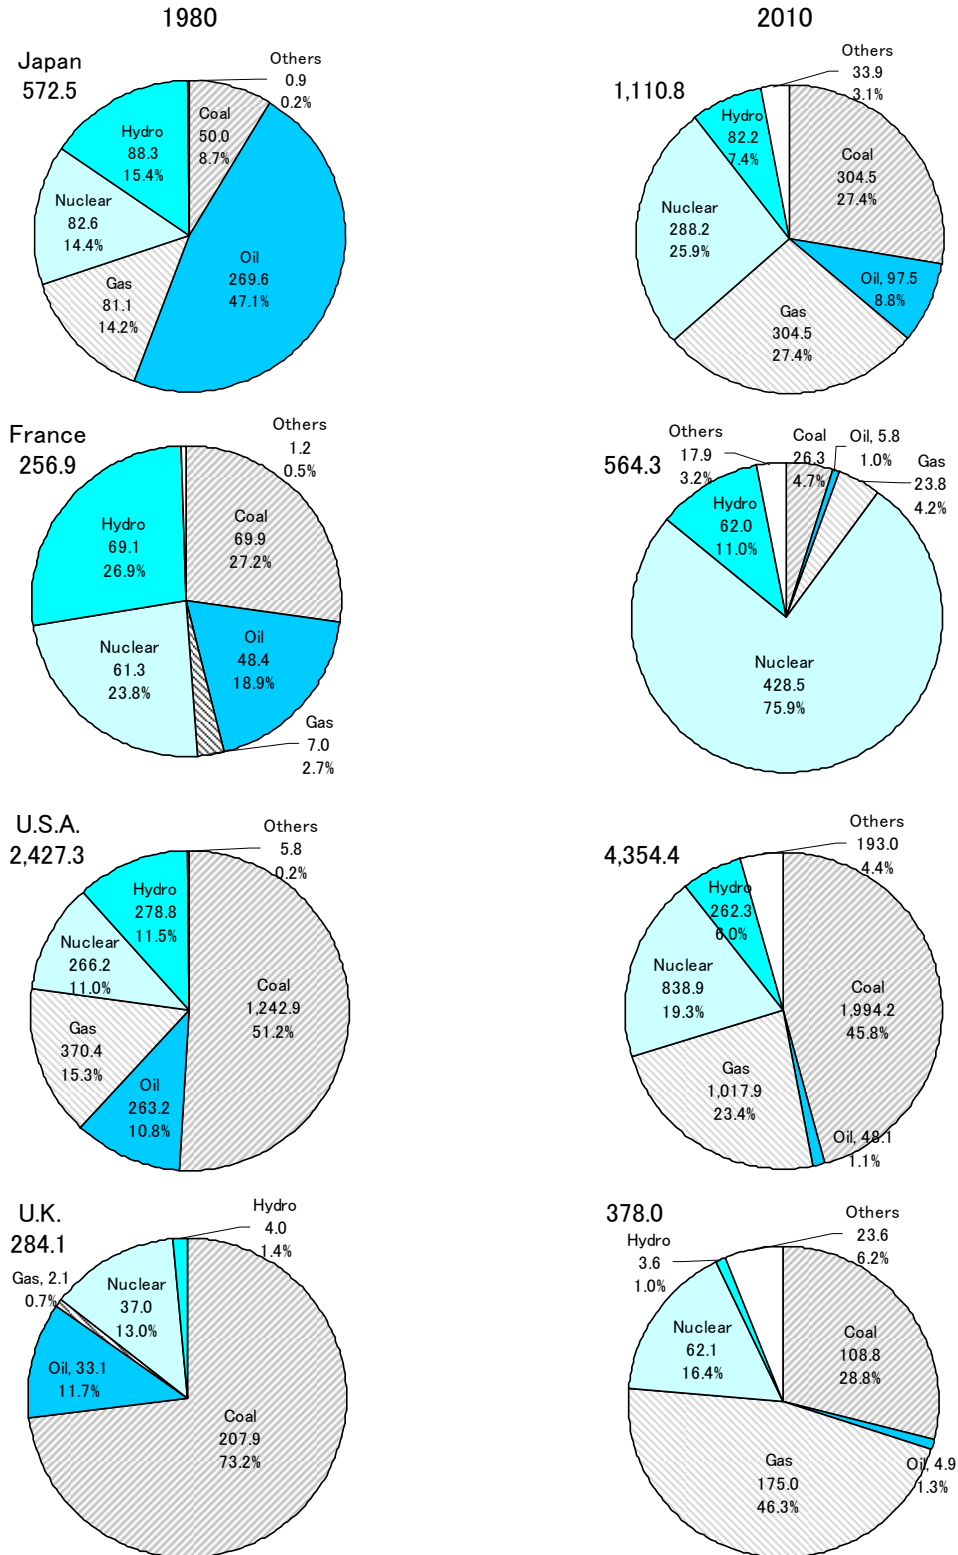 1980
2010
Japan
572.5
Others
0.9
0.2%
Coal
50.0
8.7%
Oil
269.6
47.1%
Gas
81.1
14.2%
Nuclear
82.6
14.4%
Hydro
88.3
15.4%
1,110.8
Others
33.9
3.1%
Coal
304.5
27.4%
Oil, 97.5
8.8%
Gas
304.5
27.4%
Nuclear
288.2
25.9%
Hydro
82.2
7.4%
France
256.9
Others
1.2
0.5%
Coal
69.9
27.2%
Oil
48.4
18.9%
Gas
7.0
2.7%
Nuclear
61.3
23.8%
Hydro
69.1
26.9%
564.3
Others
17.9
3.2%
Coal
26.3
4.7%
Oil, 5.8
1.0%
Gas
23.8
4.2%
Nuclear
428.5
75.9%
Hydro
62.0
11.0%
U.S.A.
2,427.3
Others
5.8
0.2%
Coal
1,242.9
51.2%
Oil
263.2
10.8%
Gas
370.4
15.3%
Nuclear
266.2
11.0%
Hydro
278.8
11.5%
4,354.4
Others
193.0
4.4%
Coal
1,994.2
45.8%
Oil, 48.1
1.1%
Gas
1,017.9
23.4%
Nuclear
838.9
19.3%
Hydro
262.3
6.0%
U.K.
284.1
Hydro
4.0
1.4%
Coal
207.9
73.2%
Oil, 33.1
11.7%
Gas, 2.1
0.7%
Nuclear
37.0
13.0%
378.0
Others
23.6
6.2%
Coal
108.8
28.8%
Oil, 4.9
1.3%
Gas
175.0
46.3%
Nuclear
62.1
16.4%
Hydro
3.6
1.0%